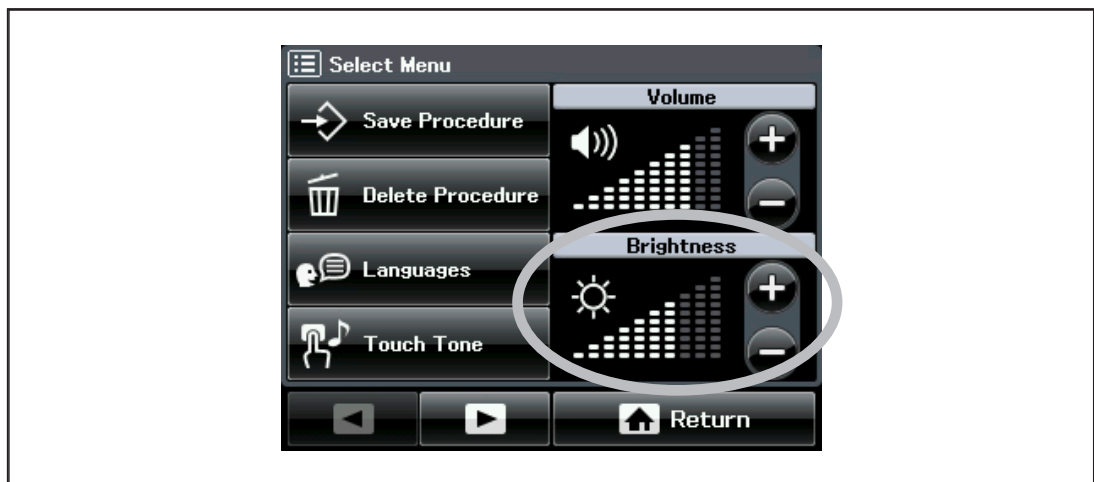 Select Menu
Save Procedure
Delete Procedure
Languages
Touch Tone
Volume
Brightness
Return